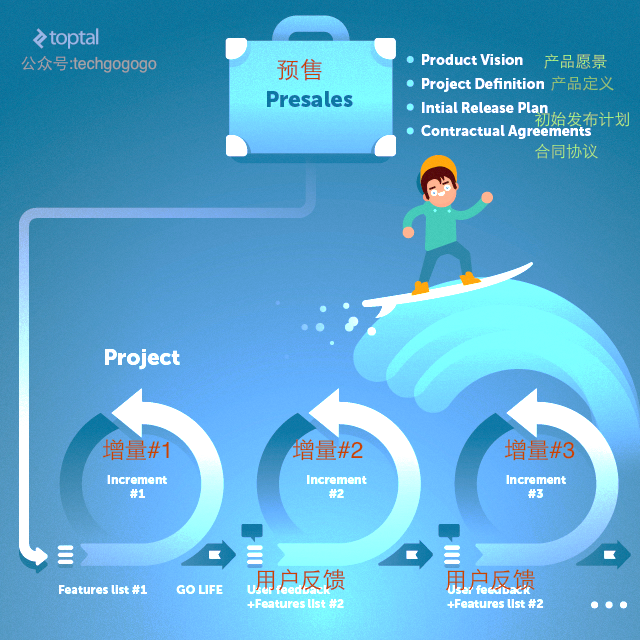 toptal
公众号:techgogogo
预售
Presales
Product Vision 产品愿景
Project Definition 产品定义
Intial Release Plan
初始发布计划
Contractual Agreements
合同协议
Project
增量#1
Increment
#1
增量#2
Increment
#2
增量#3
Increment
#3
Features list #1
GO LIFE
用户反馈
User feedback
+Features list #2
用户反馈
User feedback
+Features list #2